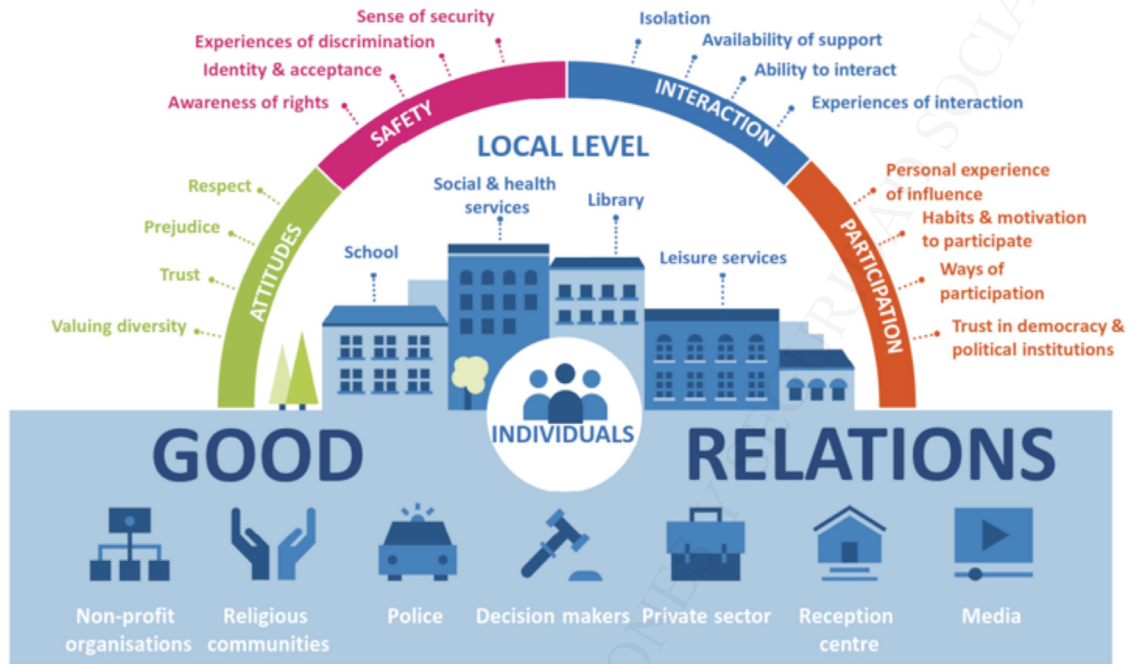 Sense of security
Experiences of discrimination
Identity & acceptance
Awareness of rights
SAFETY
Isolation
Availability of support
Ability to interact
Experiences of interaction
INTERACTION
Respect
Prejudice
Trust
Valuing diversity
ATTITUDES
Personal experience
of influence
Habits & motivation
to participate
Ways of
participation
Trust in democracy &
political institutions
PARTICIPATION
LOCAL LEVEL
School
Social & health
services
Library
Leisure services
INDIVIDUALS
GOOD RELATIONS
Non-profit
organisations
Religious
communities
Police
Decision makers
Private sector
Reception
centre
Media